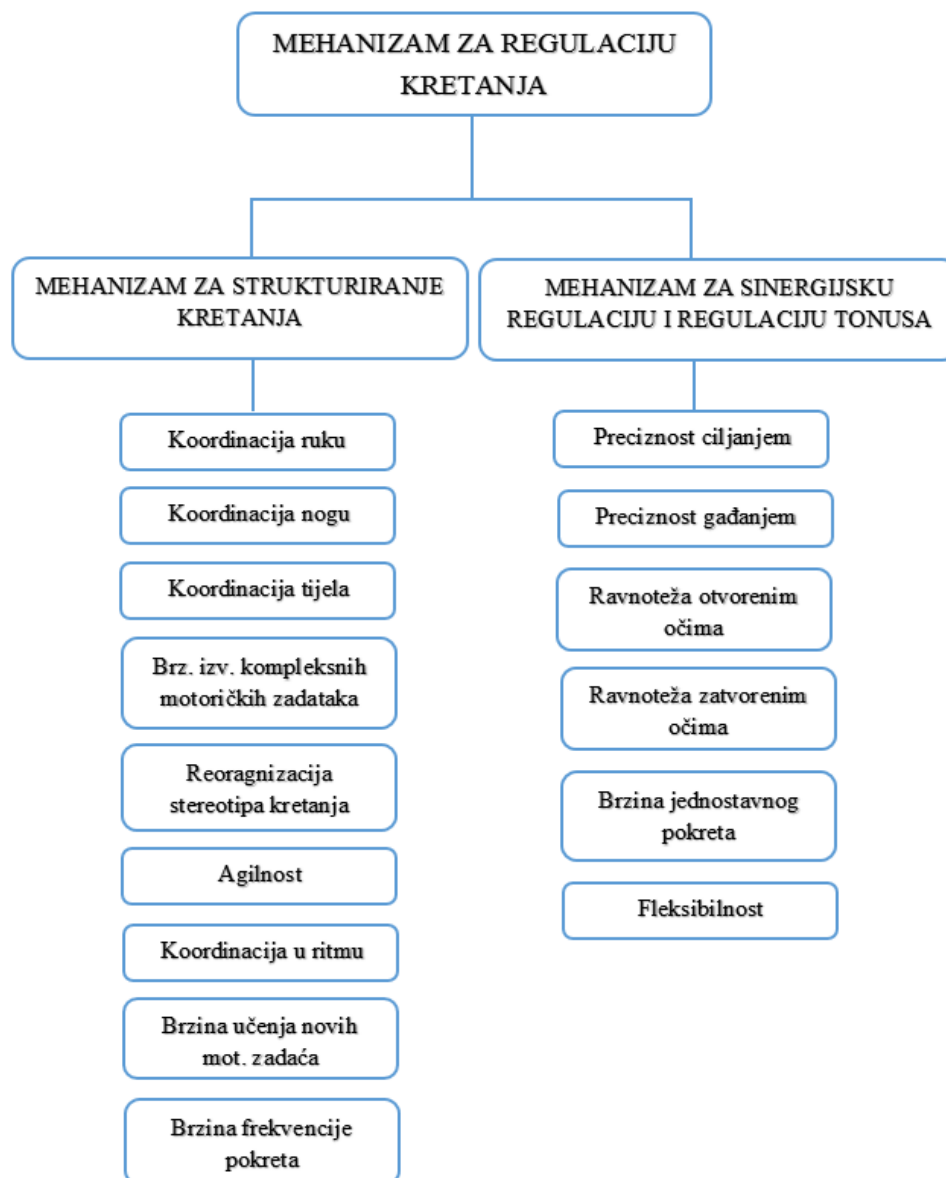 MEHANIZAM ZA REGULACIJU
KRETANJA
MEHANIZAM ZA STRUKTURIRANJE
KRETANJA
MEHANIZAM ZA SINERGIJSKU
REGULACIJU I REGULACIJU TONUSA
Koordinacija ruku
Koordinacija nogu
Koordinacija tijela
Brz. izv. kompleksnih
motoričkih zadataka
Reoragnizacija
stereotipa kretanja
Agilnost
Koordinacija u ritmu
Brzina učenja novih
mot. zadaća
Brzina frekvencije
pokreta
Preciznost ciljanjem
Preciznost gađanjem
Ravnoteža otvorenim
očima
Ravnoteža zatvorenim
očima
Brzina jednostavnog
pokreta
Fleksibilnost